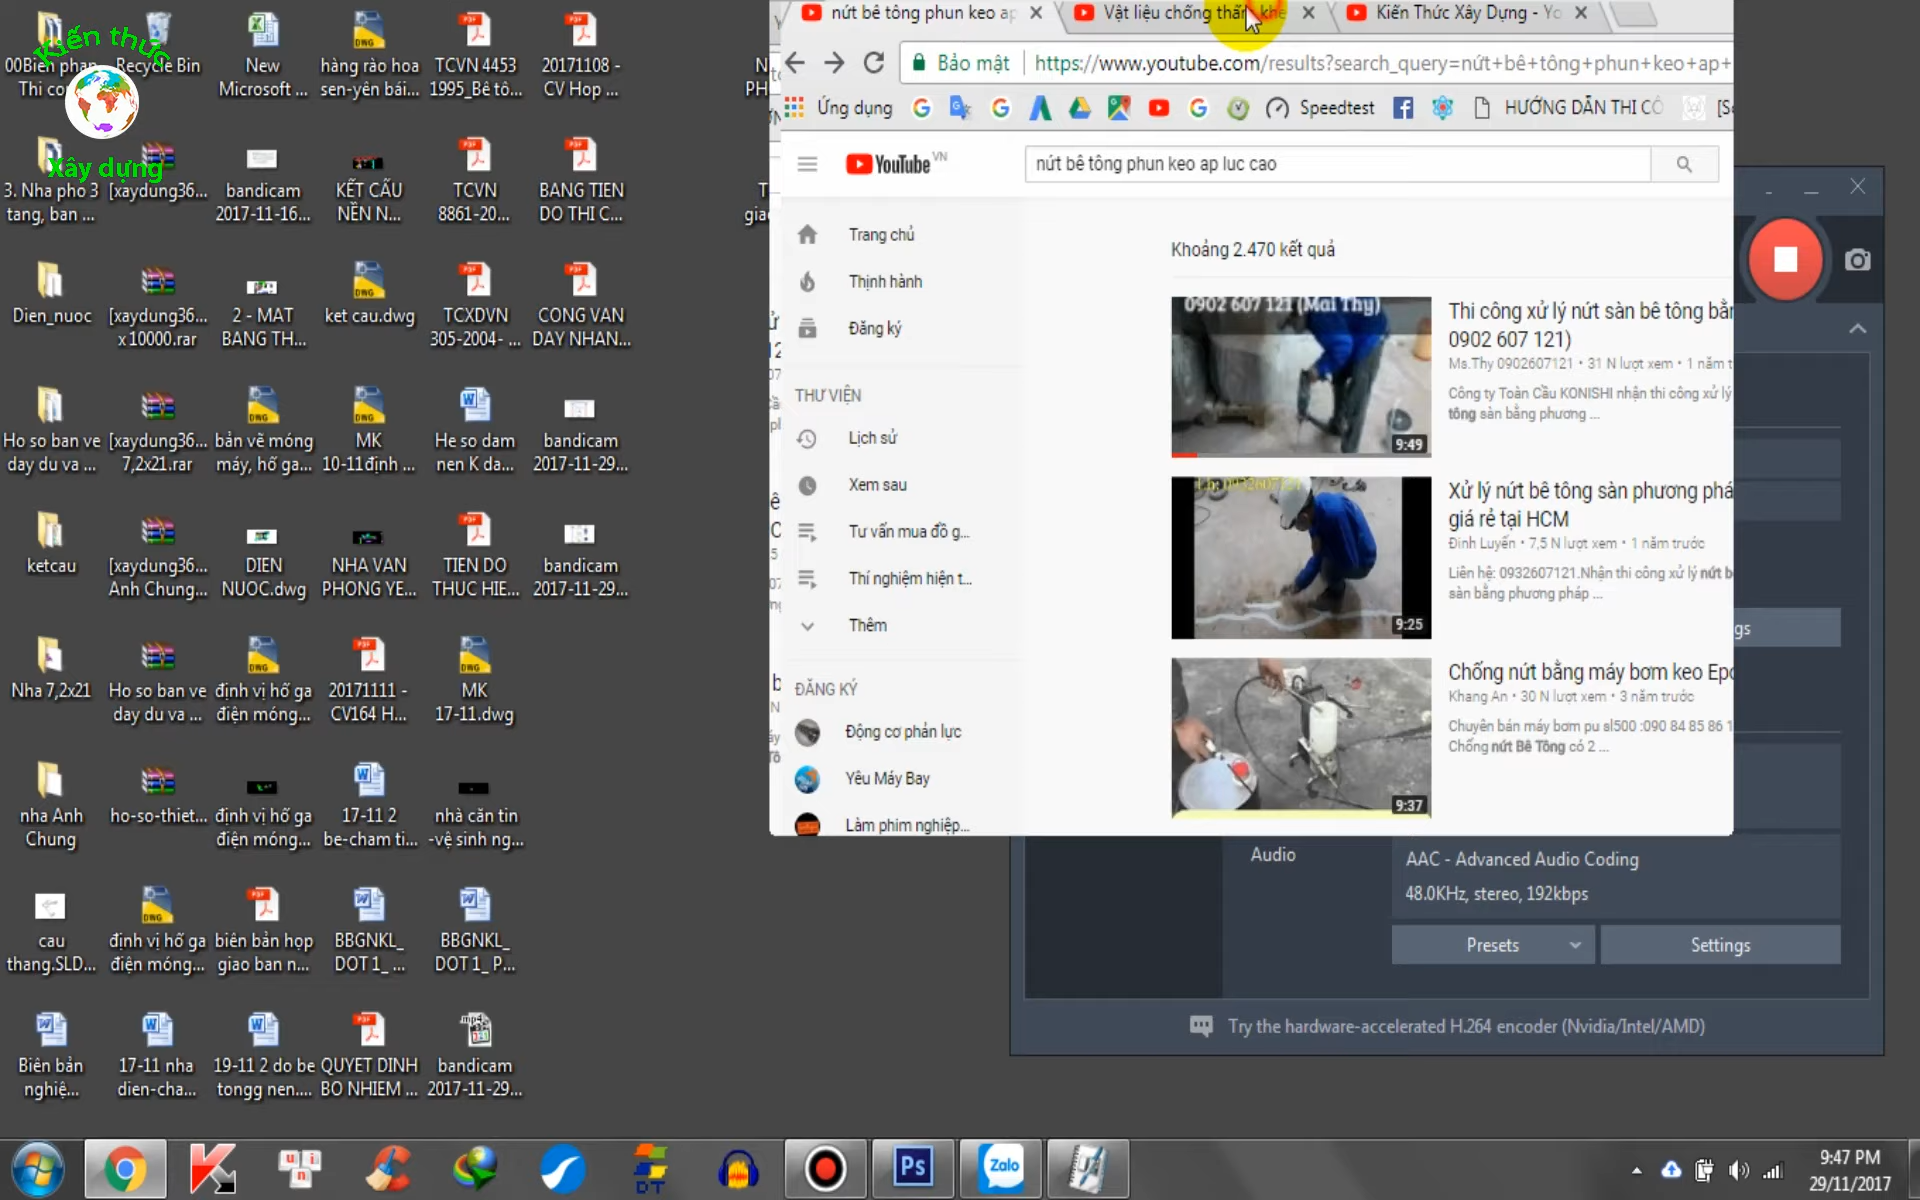 Kiến thức
Xây dựng
00Bien phap
Thi co
Recycle Bin
New
Microsoft ...
hàng rào hoa
sen-yên bái...
TCVN 4453
1995_Bê tô...
20171108 -
CV Hop ...
3. Nha pho 3
tang, ban ...
[xaydung36...
bandicam
2017-11-16...
KẾT CẤU
NỀN N...
TCVN
8861-20...
BANG TIEN
DO THI C...
Dien_nuoc
[xaydung36...
x10000.rar
2 - MAT
BANG TH...
ket cau.dwg
TCXDVN
305-2004- ...
CONG VAN
DAY NHAN...
Ho so ban ve
day du va ...
[xaydung36...
7,2x21.rar
bản vẽ móng
máy, hố ga...
MK
10-11định ...
He so dam
nen K da...
bandicam
2017-11-29...
ketcau
[xaydung36...
Anh Chung...
DIEN
NUOC.dwg
NHA VAN
PHONG YE...
TIEN DO
THUC HIE...
bandicam
2017-11-29...
Nha 7,2x21
Ho so ban ve
day du va ...
định vị hố ga
điện móng...
20171111 -
CV164 H...
MK
17-11.dwg
nha Anh
Chung
ho-so-thiet...
định vị hố ga
điện móng...
17-11 2
be-cham ti...
nhà căn tin
-vệ sinh ng...
cau
thang.SLD...
định vị hố ga
điện móng...
biên bản họp
giao ban n...
BBGNKL_
DOT 1_ ...
BBGNKL_
DOT 1_ P...
Biên bản
nghiệ...
17-11 nha
dien-cha...
19-11 2 do be
tongg nen....
QUYET DINH
BO NHIEM ...
bandicam
2017-11-29...
nứt bê tông phun keo ap
Vật liệu chống thấm khe
Kiến Thức Xây Dựng - Yo
Bảo mật
https://www.youtube.com/results?search_query=nứt+bê+tông+phun+keo+ap+
Ứng dụng
Speedtest
HƯỚNG DẪN THI CÔ
YouTube VN
nứt bê tông phun keo ap luc cao
Trang chủ
Thịnh hành
Đăng ký
THƯ VIỆN
Lịch sử
Xem sau
Tư vấn mua đồ g...
Thí nghiệm hiện t...
Thêm
ĐĂNG KÝ
Động cơ phản lực
Yêu Máy Bay
Làm phim nghiệp...
Khoảng 2.470 kết quả
0902 607 121 (Mai Thy)
9:49
Thi công xử lý nứt sàn bê tông bằn
0902 607 121)
Ms.Thy 0902607121 • 31 N lượt xem • 1 năm t
Công ty Toàn Cầu KONISHI nhận thi công xử lý
tông sàn bằng phương ...
9:25
Xử lý nứt bê tông sàn phương phá
giá rẻ tại HCM
Đinh Luyến • 7,5 N lượt xem • 1 năm trước
Liên hệ: 0932607121.Nhận thi công xử lý nứt b
sàn bằng phương pháp ...
9:37
Chống nứt bằng máy bơm keo Epo
Khang An • 30 N lượt xem • 3 năm trước
Chuyên bán máy bơm pu sl500 :090 84 85 86 1
Chống nứt Bê Tông có 2 ...
gs
Audio
AAC - Advanced Audio Coding
48.0KHz, stereo, 192kbps
Presets
Settings
Try the hardware-accelerated H.264 encoder (Nvidia/Intel/AMD)
Ps
Zalo
DT
9:47 PM
29/11/2017